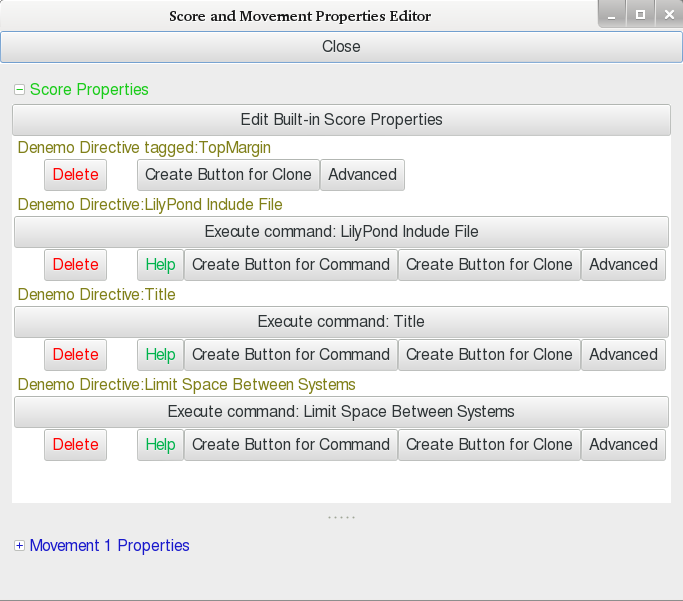 Score and Movement Properties Editor
Close
Score Properties
Edit Built-in Score Properties
Denemo Directive tagged:TopMargin
Delete Create Button for Clone Advanced
Denemo Directive:LilyPond Include File
Execute command: LilyPond Include File
Delete Help Create Button for Command Create Button for Clone Advanced
Denemo Directive:Title
Execute command: Title
Delete Help Create Button for Command Create Button for Clone Advanced
Denemo Directive:Limit Space Between Systems
Execute command: Limit Space Between Systems
Delete Help Create Button for Command Create Button for Clone Advanced
Movement 1 Properties